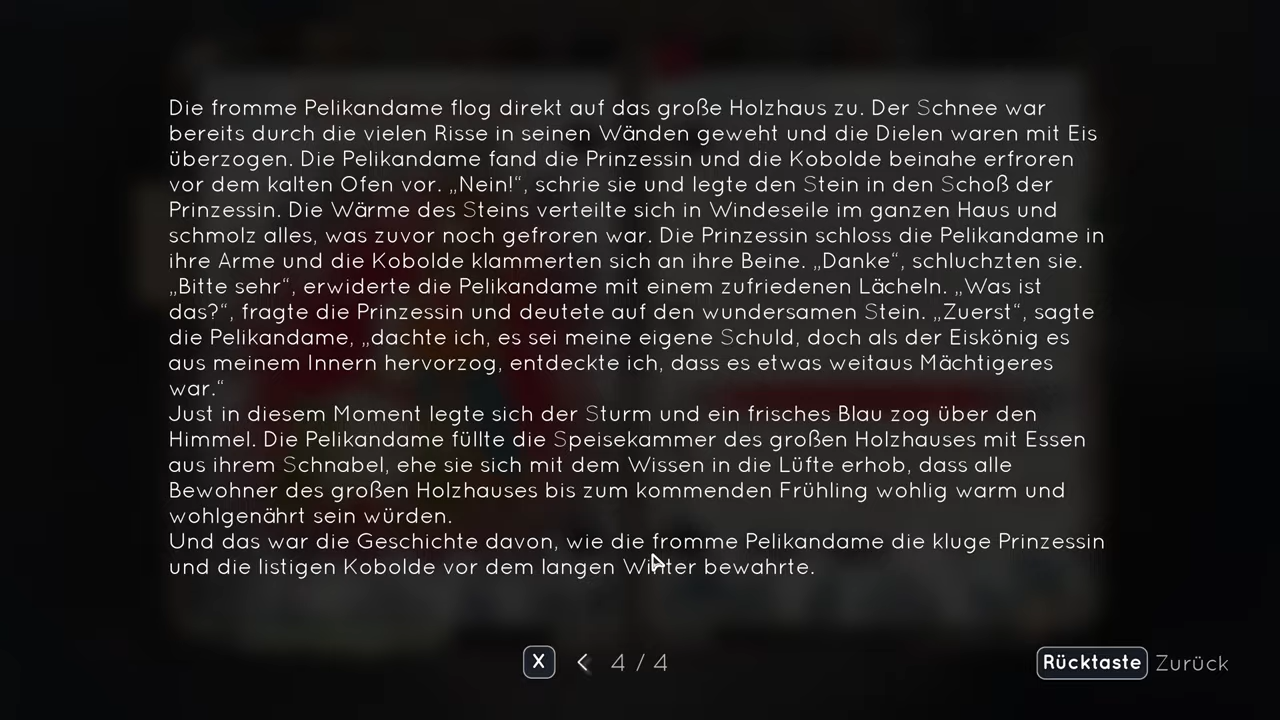 Die fromme Pelikandame flog direkt auf das große Holzhaus zu. Der Schnee war
bereits durch die vielen Risse in seinen Wänden geweht und die Dielen waren mit Eis
überzogen. Die Pelikandame fand die Prinzessin und die Kobolde beinahe erfroren
vor dem kalten Ofen vor. „Nein!“, schrie sie und legte den Stein in den Schoß der
Prinzessin. Die Wärme des Steins verteilte sich in Windeseile im ganzen Haus und
schmolz alles, was zuvor noch gefroren war. Die Prinzessin schloss die Pelikandame in
ihre Arme und die Kobolde klammerten sich an ihre Beine. „Danke“, schluchzten sie.
„Bitte sehr“, erwiderte die Pelikandame mit einem zufriedenen Lächeln. „Was ist
das?“, fragte die Prinzessin und deutete auf den wundersamen Stein. „Zuerst“, sagte
die Pelikandame, „dachte ich, es sei meine eigene Schuld, doch als der Eiskönig es
aus meinem Innern hervorzog, entdeckte ich, dass es etwas weitaus Mächtigeres
war.“
Just in diesem Moment legte sich der Sturm und ein frisches Blau zog über den
Himmel. Die Pelikandame füllte die Speisekammer des großen Holzhauses mit Essen
aus ihrem Schnabel, ehe sie sich mit dem Wissen in die Lüfte erhob, dass alle
Bewohner des großen Holzhauses bis zum kommenden Frühling wohlig warm und
wohlgenährt sein würden.
Und das war die Geschichte davon, wie die fromme Pelikandame die kluge Prinzessin
und die listigen Kobolde vor dem langen Winter bewahrte.
X < 4 / 4
Rücktaste Zurück